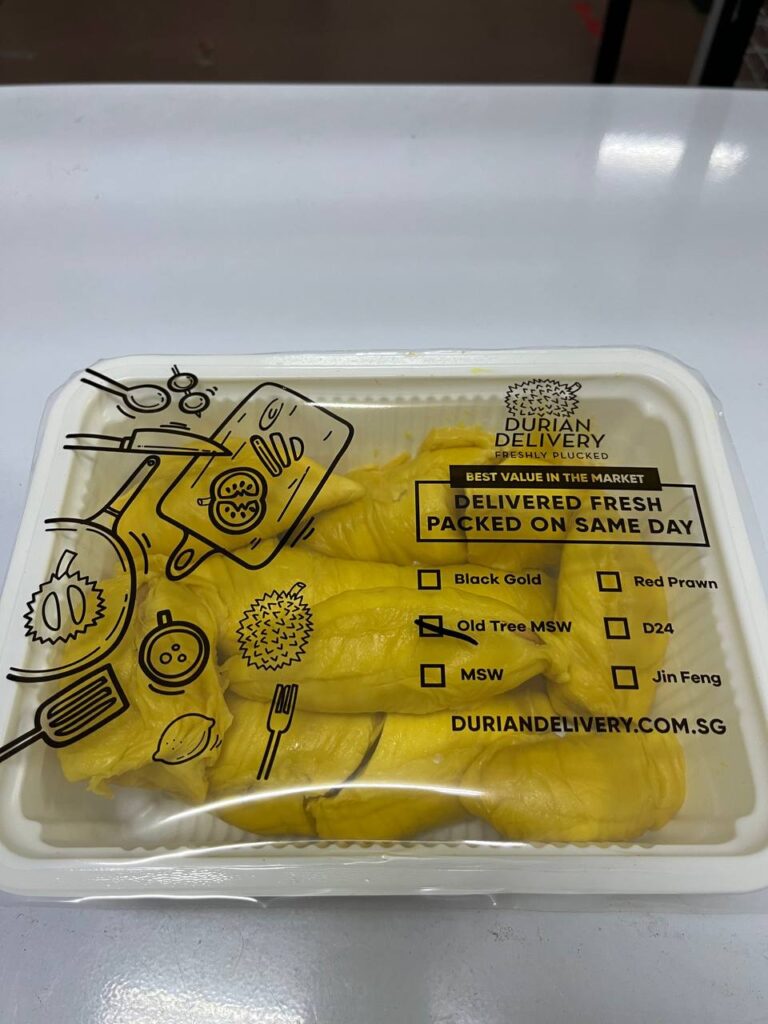 DURIAN
DELIVERY
FRESHLY PLUCKED
BEST VALUE IN THE MARKET
DELIVERED FRESH
PACKED ON SAME DAY
Black Gold
Red Prawn
Old Tree MSW
D24
MSW
Jin Feng
DURIANDELIVERY.COM.SG